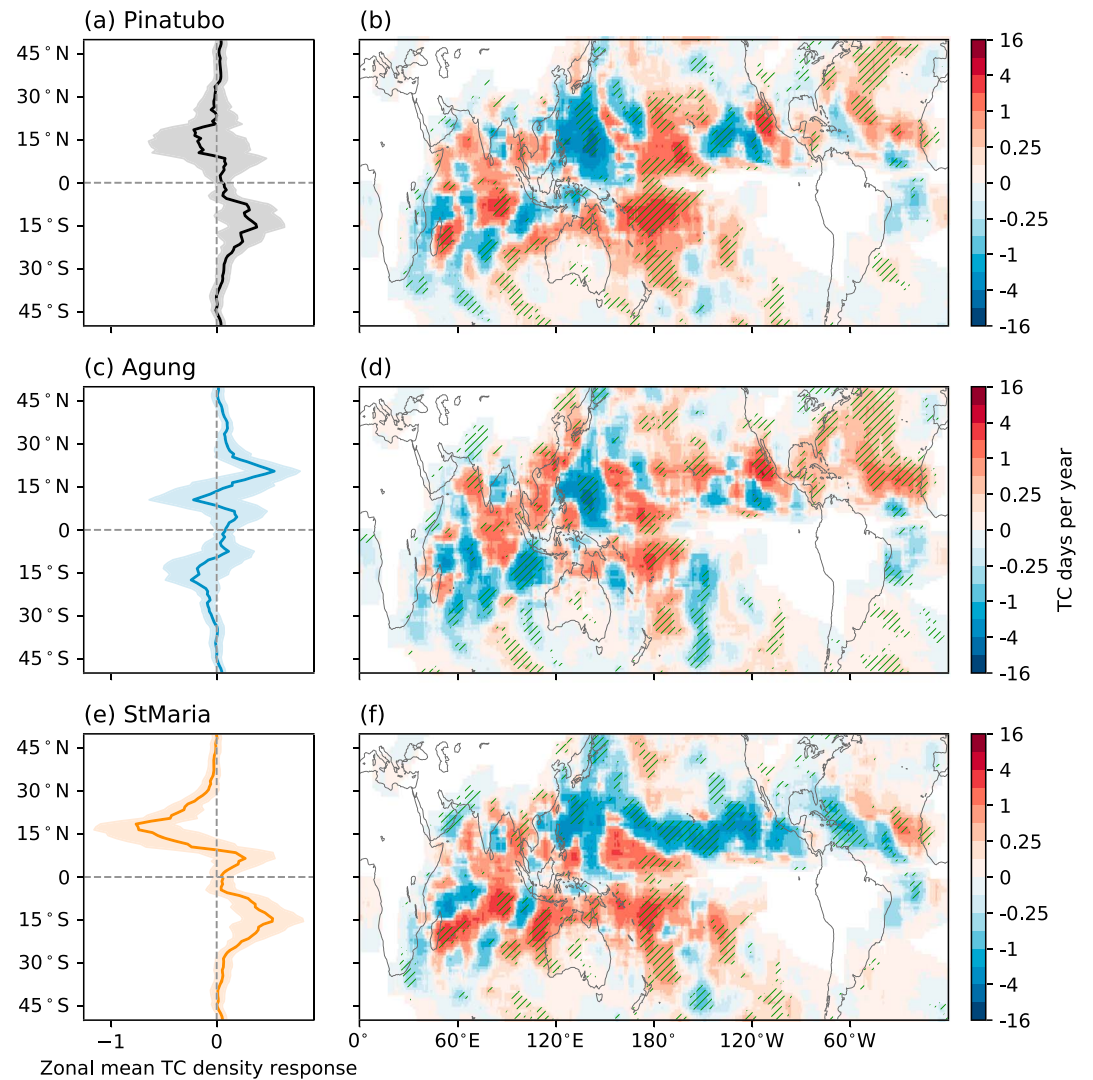 (a) Pinatubo
(b)
45°N
30°N
15°N
0
15°S
30°S
45°S
16
4
1
0.25
0
-0.25
-1
-4
-16
(c) Agung
(d)
45°N
30°N
15°N
0
15°S
30°S
45°S
16
4
1
0.25
0
-0.25
-1
-4
-16
TC days per year
(e) StMaria
(f)
45°N
30°N
15°N
0
15°S
30°S
45°S
16
4
1
0.25
0
-0.25
-1
-4
-16
−1 0
0° 60°E 120°E 180° 120°W 60°W
Zonal mean TC density response